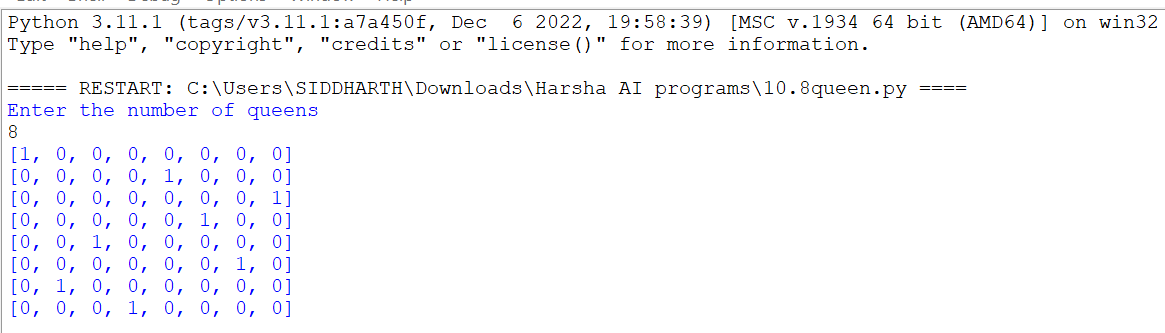 Python 3.11.1 (tags/v3.11.1:a7a450f, Dec  6 2022, 19:58:39) [MSC v.1934 64 bit (AMD64)] on win32
Type "help", "copyright", "credits" or "license()" for more information.
===== RESTART: C:\Users\SIDDHARTH\Downloads\Harsha AI programs\10.8queen.py ====
Enter the number of queens
8
[1, 0, 0, 0, 0, 0, 0, 0]
[0, 0, 0, 0, 1, 0, 0, 0]
[0, 0, 0, 0, 0, 0, 0, 1]
[0, 0, 0, 0, 0, 1, 0, 0]
[0, 0, 1, 0, 0, 0, 0, 0]
[0, 0, 0, 0, 0, 0, 1, 0]
[0, 1, 0, 0, 0, 0, 0, 0]
[0, 0, 0, 1, 0, 0, 0, 0]